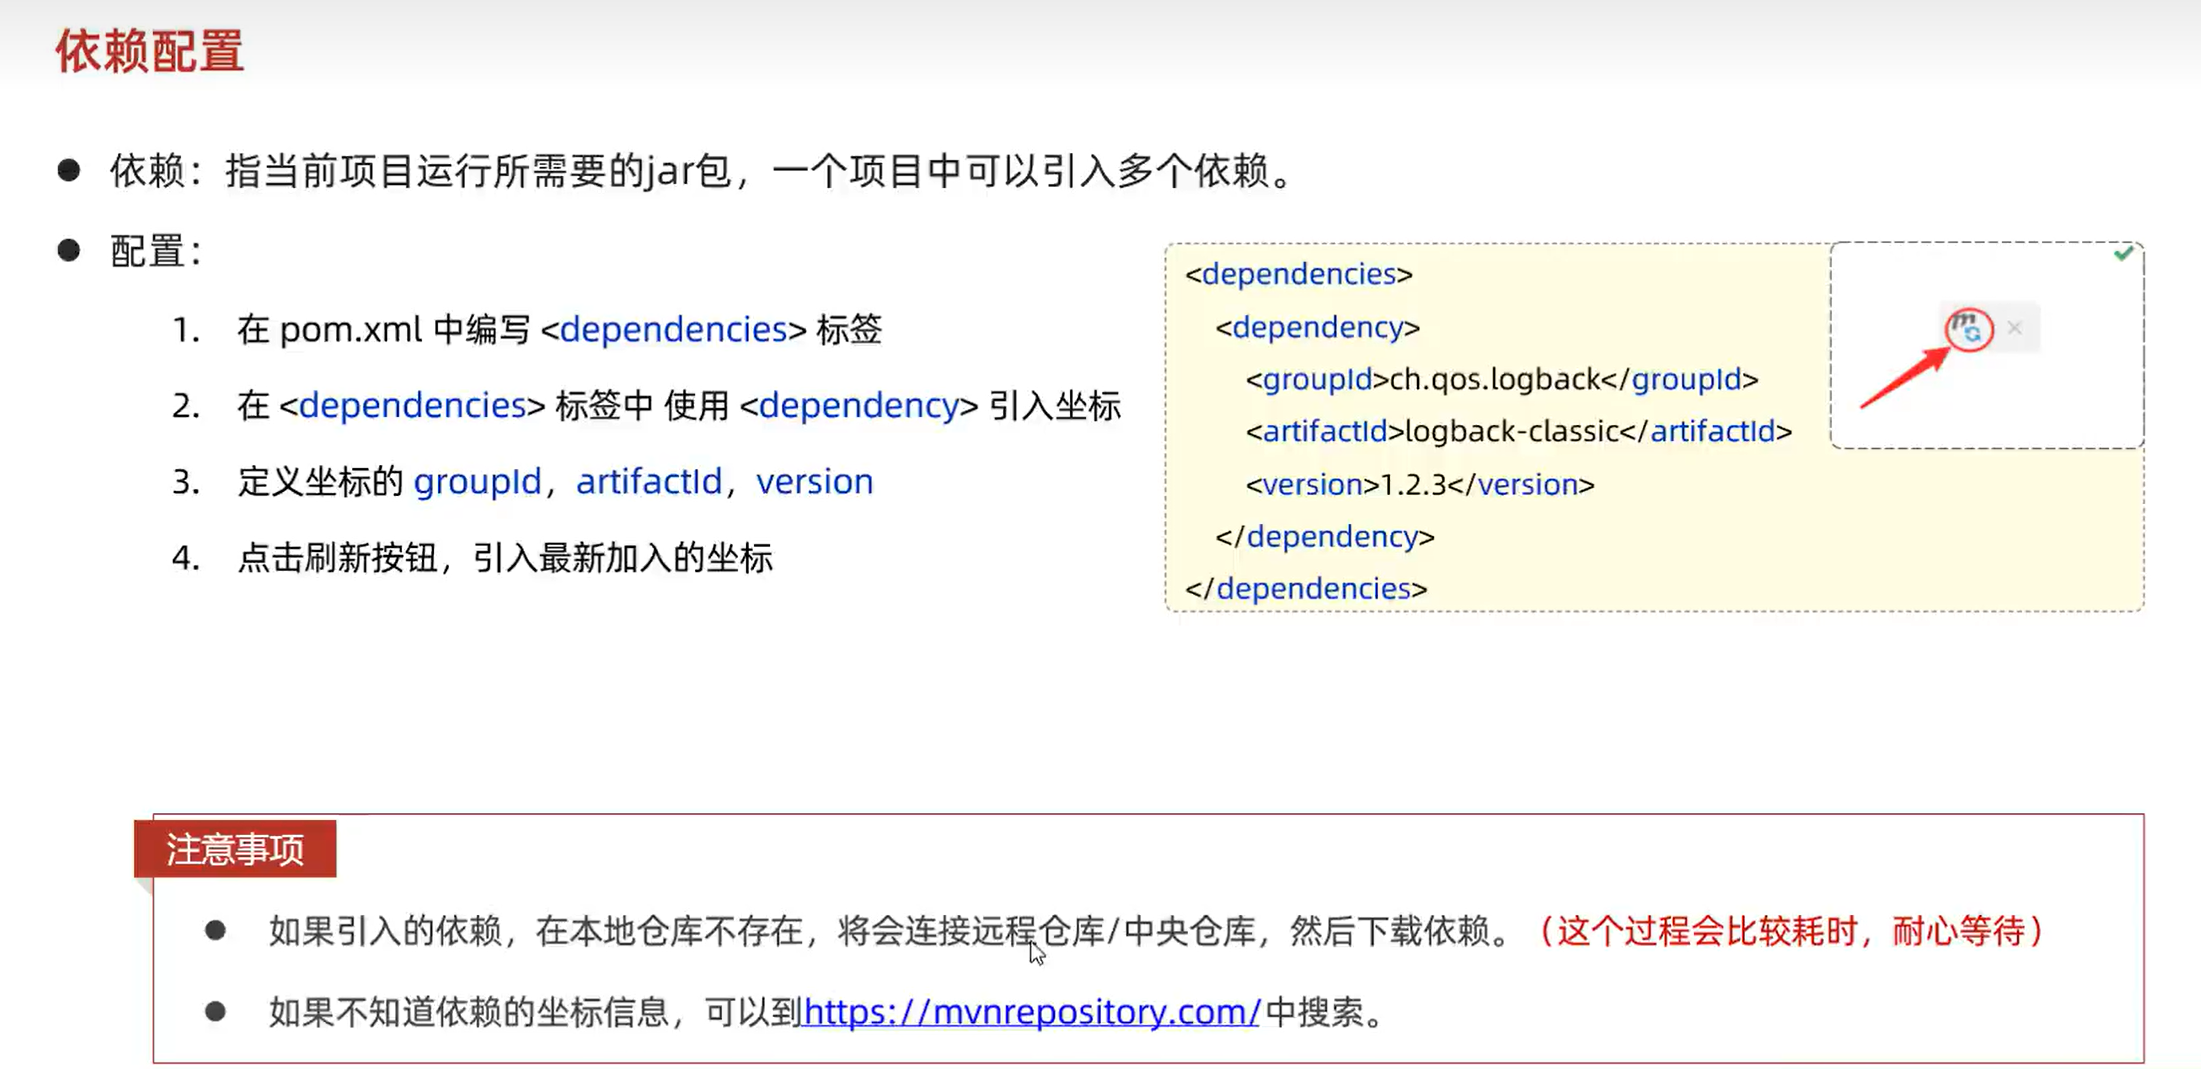 依赖配置
● 依赖：指当前项目运行所需要的jar包，一个项目中可以引入多个依赖。
● 配置：
1. 在 pom.xml 中编写 <dependencies> 标签
2. 在 <dependencies> 标签中 使用 <dependency> 引入坐标
3. 定义坐标的 groupId，artifactId，version
4. 点击刷新按钮，引入最新加入的坐标
<dependencies>
<dependency>
<groupId>ch.qos.logback</groupId>
<artifactId>logback-classic</artifactId>
<version>1.2.3</version>
</dependency>
</dependencies>
m
注意事项
● 如果引入的依赖，在本地仓库不存在，将会连接远程仓库/中央仓库，然后下载依赖。（这个过程会比较耗时，耐心等待）
● 如果不知道依赖的坐标信息，可以到https://mvnrepository.com/中搜索。